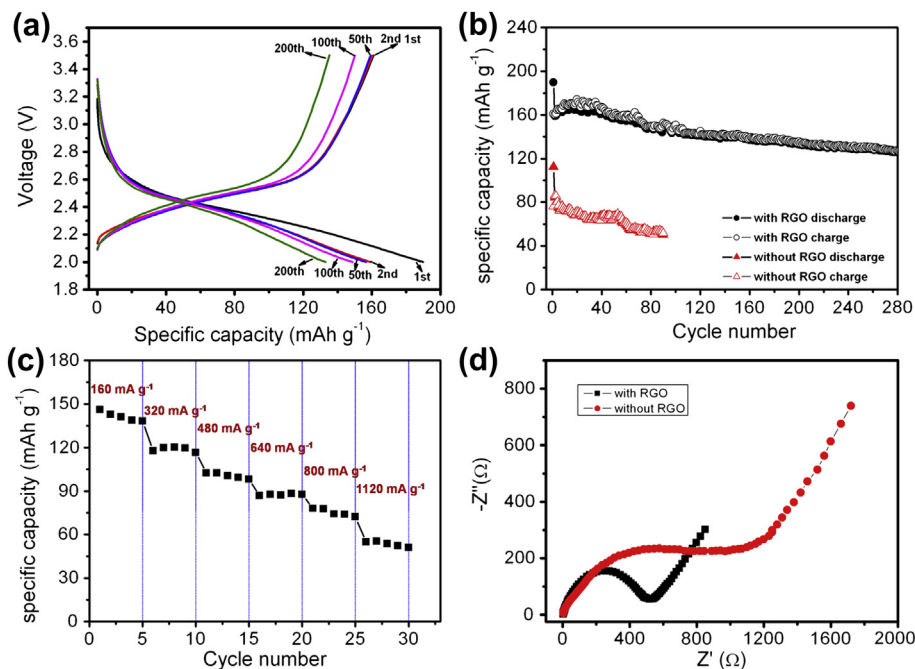 (a)
3.6
3.4
3.2
3.0
2.8
2.6
2.4
2.2
2.0
1.8
Voltage (V)
200th
100th
50th
2nd 1st
200th
100th
50th
2nd
1st
0 20 40 60 80 100 120 140 160 180 200
Specific capacity (mAh g⁻¹)
(b)
240
200
160
120
80
40
0
specific capacity (mAh g⁻¹)
with RGO discharge
with RGO charge
without RGO discharge
without RGO charge
0 40 80 120 160 200 240 280
Cycle number
(c)
180
150
120
90
60
30
0
specific capacity (mAh g⁻¹)
160 mA g⁻¹
320 mA g⁻¹
480 mA g⁻¹
640 mA g⁻¹
800 mA g⁻¹
1120 mA g⁻¹
0 5 10 15 20 25 30
Cycle number
(d)
800
600
400
200
0
-Z''(Ω)
with RGO
without RGO
0 400 800 1200 1600 2000
Z' (Ω)